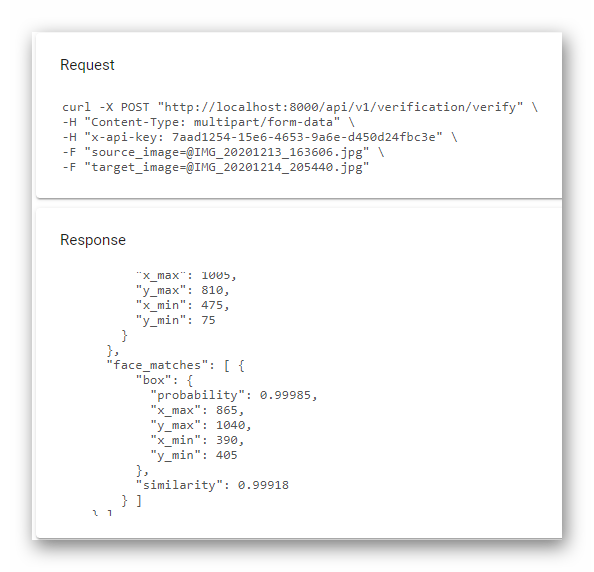 Request
curl -X POST "http://localhost:8000/api/v1/verification/verify" \
-H "Content-Type: multipart/form-data" \
-H "x-api-key: 7aad1254-15e6-4653-9a6e-d450d24fbc3e" \
-F "source_image=@IMG_20201213_163606.jpg" \
-F "target_image=@IMG_20201214_205440.jpg"
Response
"x_max": 1005,
"y_max": 810,
"x_min": 475,
"y_min": 75
}
},
"face_matches": [ {
"box": {
"probability": 0.99985,
"x_max": 865,
"y_max": 1040,
"x_min": 390,
"y_min": 405
},
"similarity": 0.99918
} ]
} ]